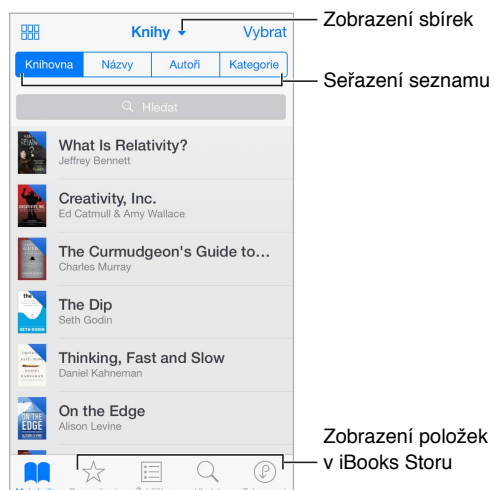 Knihy
Vybrat
Zobrazení sbírek
Knihovna
Názvy
Autoři
Kategorie
Seřazení seznamu
Hledat
What Is Relativity?
Jeffrey Bennett
Creativity, Inc.
Ed Catmull & Amy Wallace
The Curmudgeon's Guide to…
Charles Murray
The Dip
Seth Godin
Thinking, Fast and Slow
Daniel Kahneman
On the Edge
Alison Levine
Zobrazení položek
v iBooks Storu